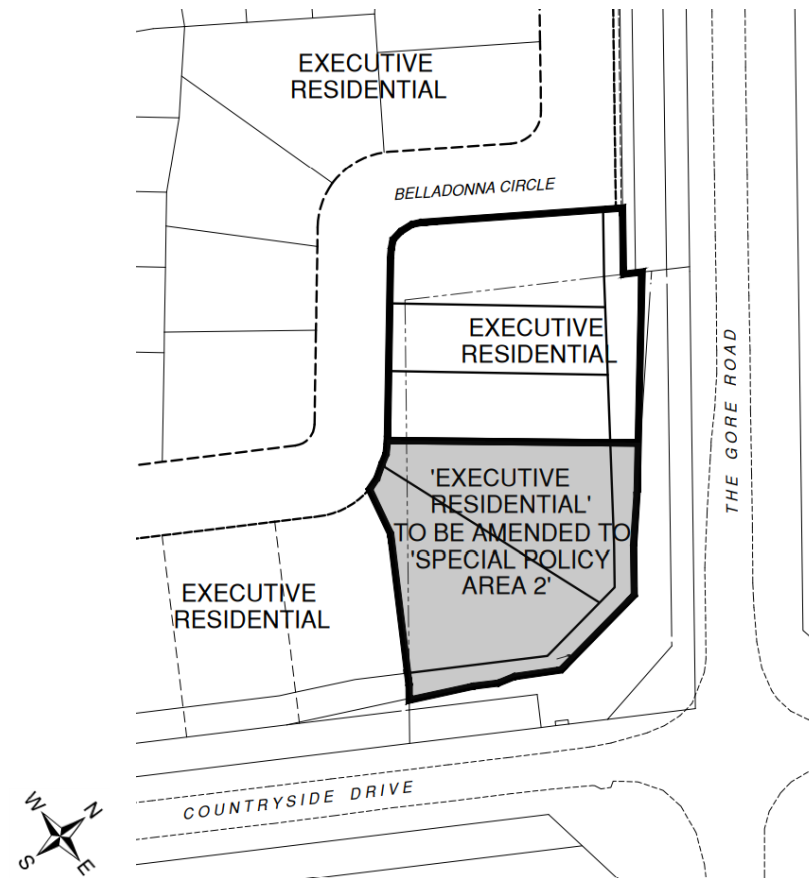 EXECUTIVE
RESIDENTIAL
BELLADONNA CIRCLE
EXECUTIVE
RESIDENTIAL
THE GORE ROAD
'EXECUTIVE
RESIDENTIAL'
TO BE AMENDED TO
'SPECIAL POLICY
AREA 2'
EXECUTIVE
RESIDENTIAL
COUNTRYSIDE DRIVE
W
N
S
E